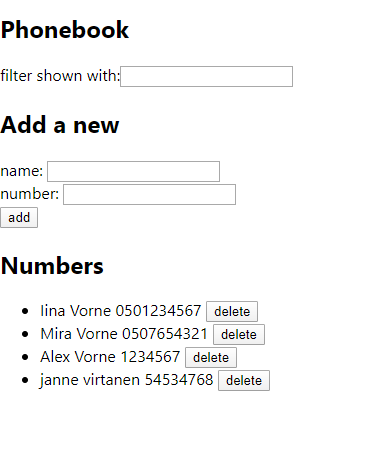 Phonebook
filter shown with:
Add a new
name:
number:
add
Numbers
Iina Vorne 0501234567 delete
Mira Vorne 0507654321 delete
Alex Vorne 1234567 delete
janne virtanen 54534768 delete